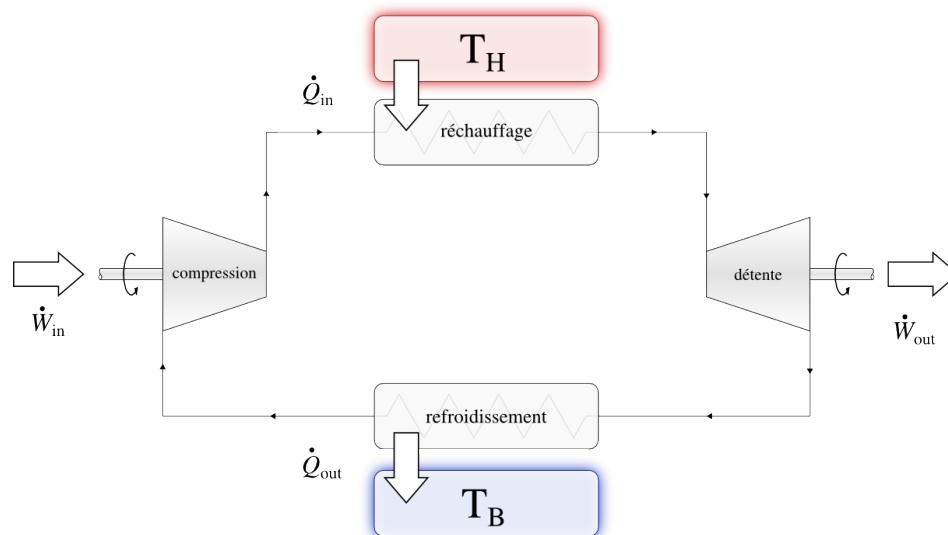 T_H
Q̇_in
réchauffage
compression
détente
Ẇ_in
Ẇ_out
refroidissement
Q̇_out
T_B